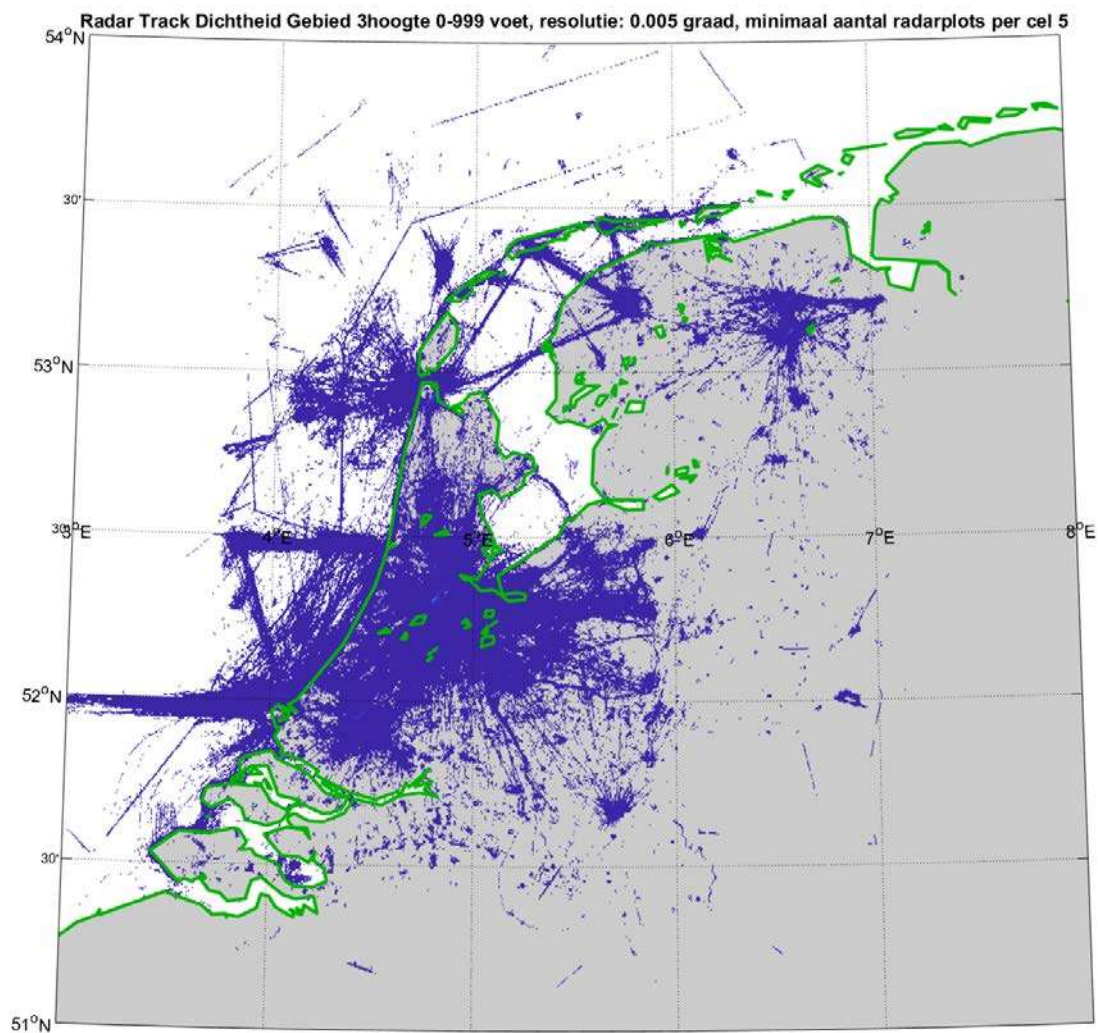 Radar Track Dichtheid Gebied 3hoogte 0-999 voet, resolutie: 0.005 graad, minimaal aantal radarplots per cel 5
54°N
30'
53°N
30'
3°E
4°E
5°E
6°E
7°E
8°E
52°N
30'
51°N